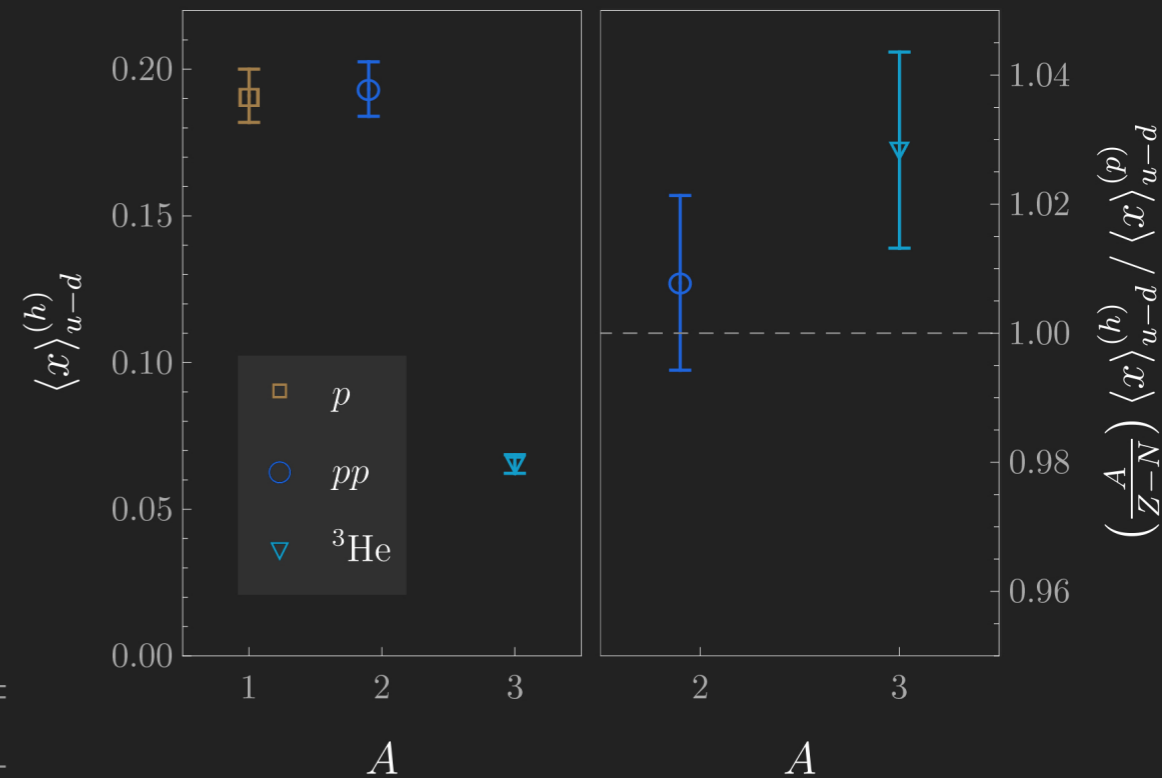 0.20
0.15
0.10
0.05
0.00
⟨x⟩_{u−d}^{(h)}
p
pp
³He
1 2 3
A
1.04
1.02
1.00
0.98
0.96
(A/(Z−N)) ⟨x⟩_{u−d}^{(h)} / ⟨x⟩_{u−d}^{(p)}
2 3
A